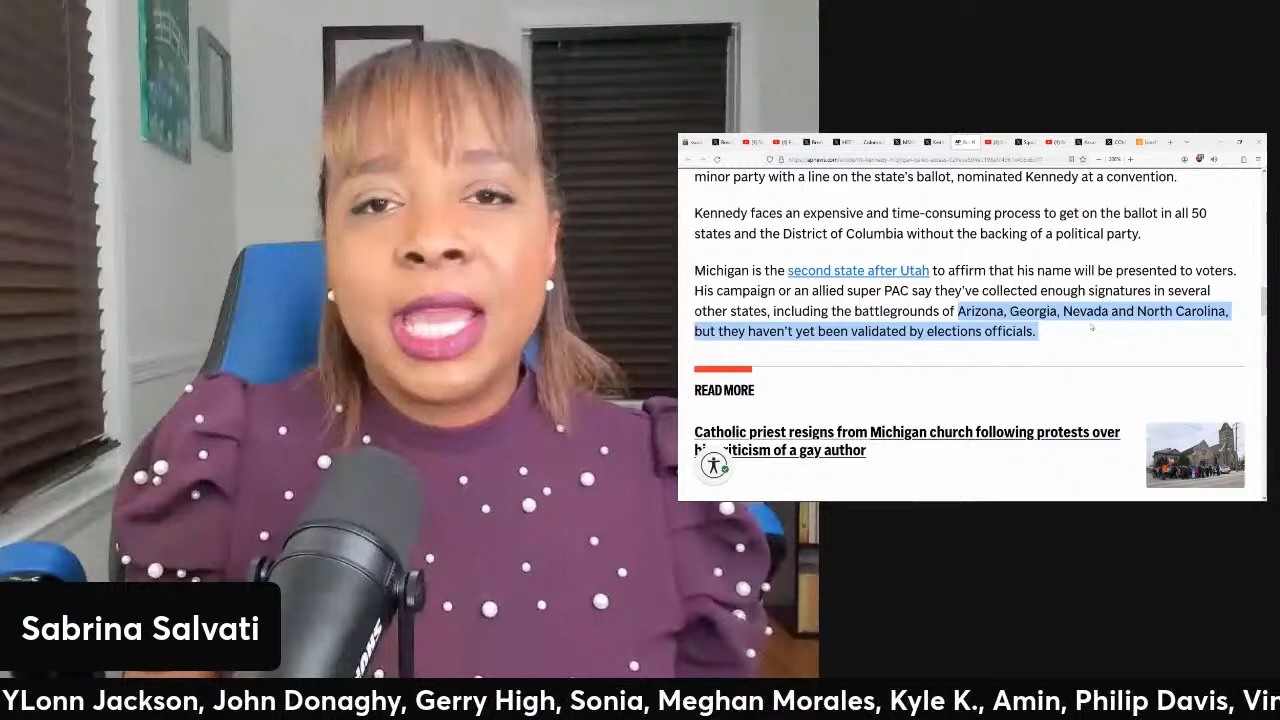 minor party with a line on the state's ballot, nominated Kennedy at a convention.
Kennedy faces an expensive and time-consuming process to get on the ballot in all 50
states and the District of Columbia without the backing of a political party.
Michigan is the second state after Utah to affirm that his name will be presented to voters.
His campaign or an allied super PAC say they've collected enough signatures in several
other states, including the battlegrounds of Arizona, Georgia, Nevada and North Carolina,
but they haven't yet been validated by elections officials.
READ MORE
Catholic priest resigns from Michigan church following protests over
criticism of a gay author
Sabrina Salvati
YLonn Jackson, John Donaghy, Gerry High, Sonia, Meghan Morales, Kyle K., Amin, Philip Davis,